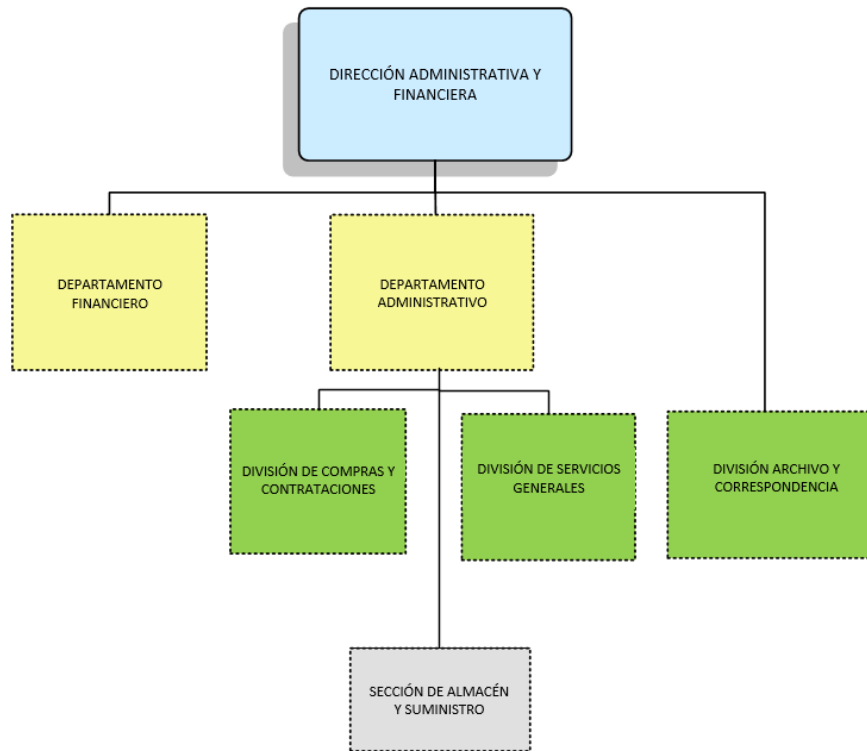 DIRECCIÓN ADMINISTRATIVA Y
FINANCIERA
DEPARTAMENTO
FINANCIERO
DEPARTAMENTO
ADMINISTRATIVO
DIVISIÓN DE COMPRAS Y
CONTRATACIONES
DIVISIÓN DE SERVICIOS
GENERALES
DIVISIÓN ARCHIVO Y
CORRESPONDENCIA
SECCIÓN DE ALMACÉN
Y SUMINISTRO